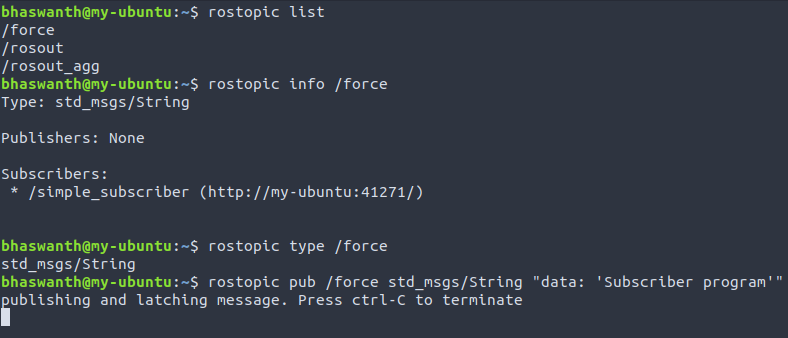 bhaswanth@my-ubuntu:~$ rostopic list
/force
/rosout
/rosout_agg
bhaswanth@my-ubuntu:~$ rostopic info /force
Type: std_msgs/String
Publishers: None
Subscribers:
* /simple_subscriber (http://my-ubuntu:41271/)
bhaswanth@my-ubuntu:~$ rostopic type /force
std_msgs/String
bhaswanth@my-ubuntu:~$ rostopic pub /force std_msgs/String "data: 'Subscriber program'"
publishing and latching message. Press ctrl-C to terminate